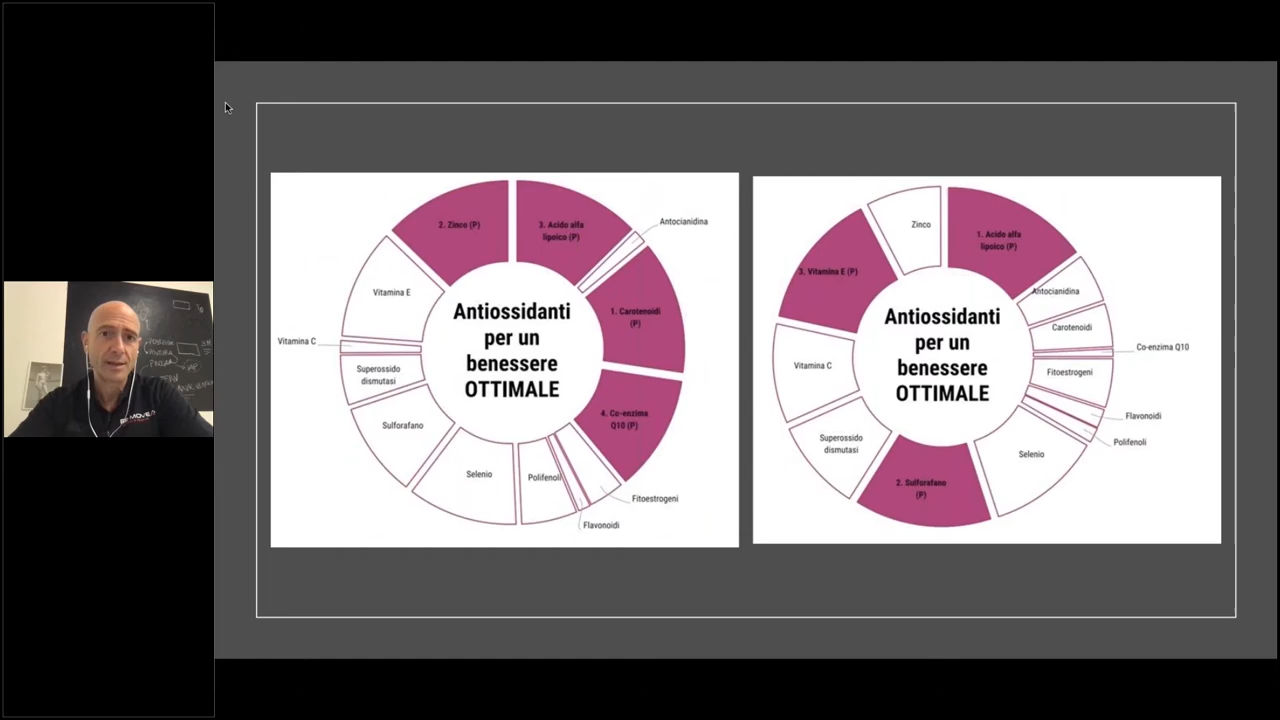 2. Zinco (P)
3. Acido alfa
lipoico (P)
Antocianidina
1. Carotenoidi
(P)
4. Co-enzima
Q10 (P)
Fitoestrogeni
Flavonoidi
Polifenoli
Selenio
Sulforafano
Superossido
dismutasi
Vitamina C
Vitamina E
Antiossidanti
per un
benessere
OTTIMALE
Zinco
1. Acido alfa
lipoico (P)
Antocianidina
Carotenoidi
Co-enzima Q10
Fitoestrogeni
Flavonoidi
Polifenoli
Selenio
2. Sulforafano
(P)
Superossido
dismutasi
Vitamina C
3. Vitamina E (P)
Antiossidanti
per un
benessere
OTTIMALE